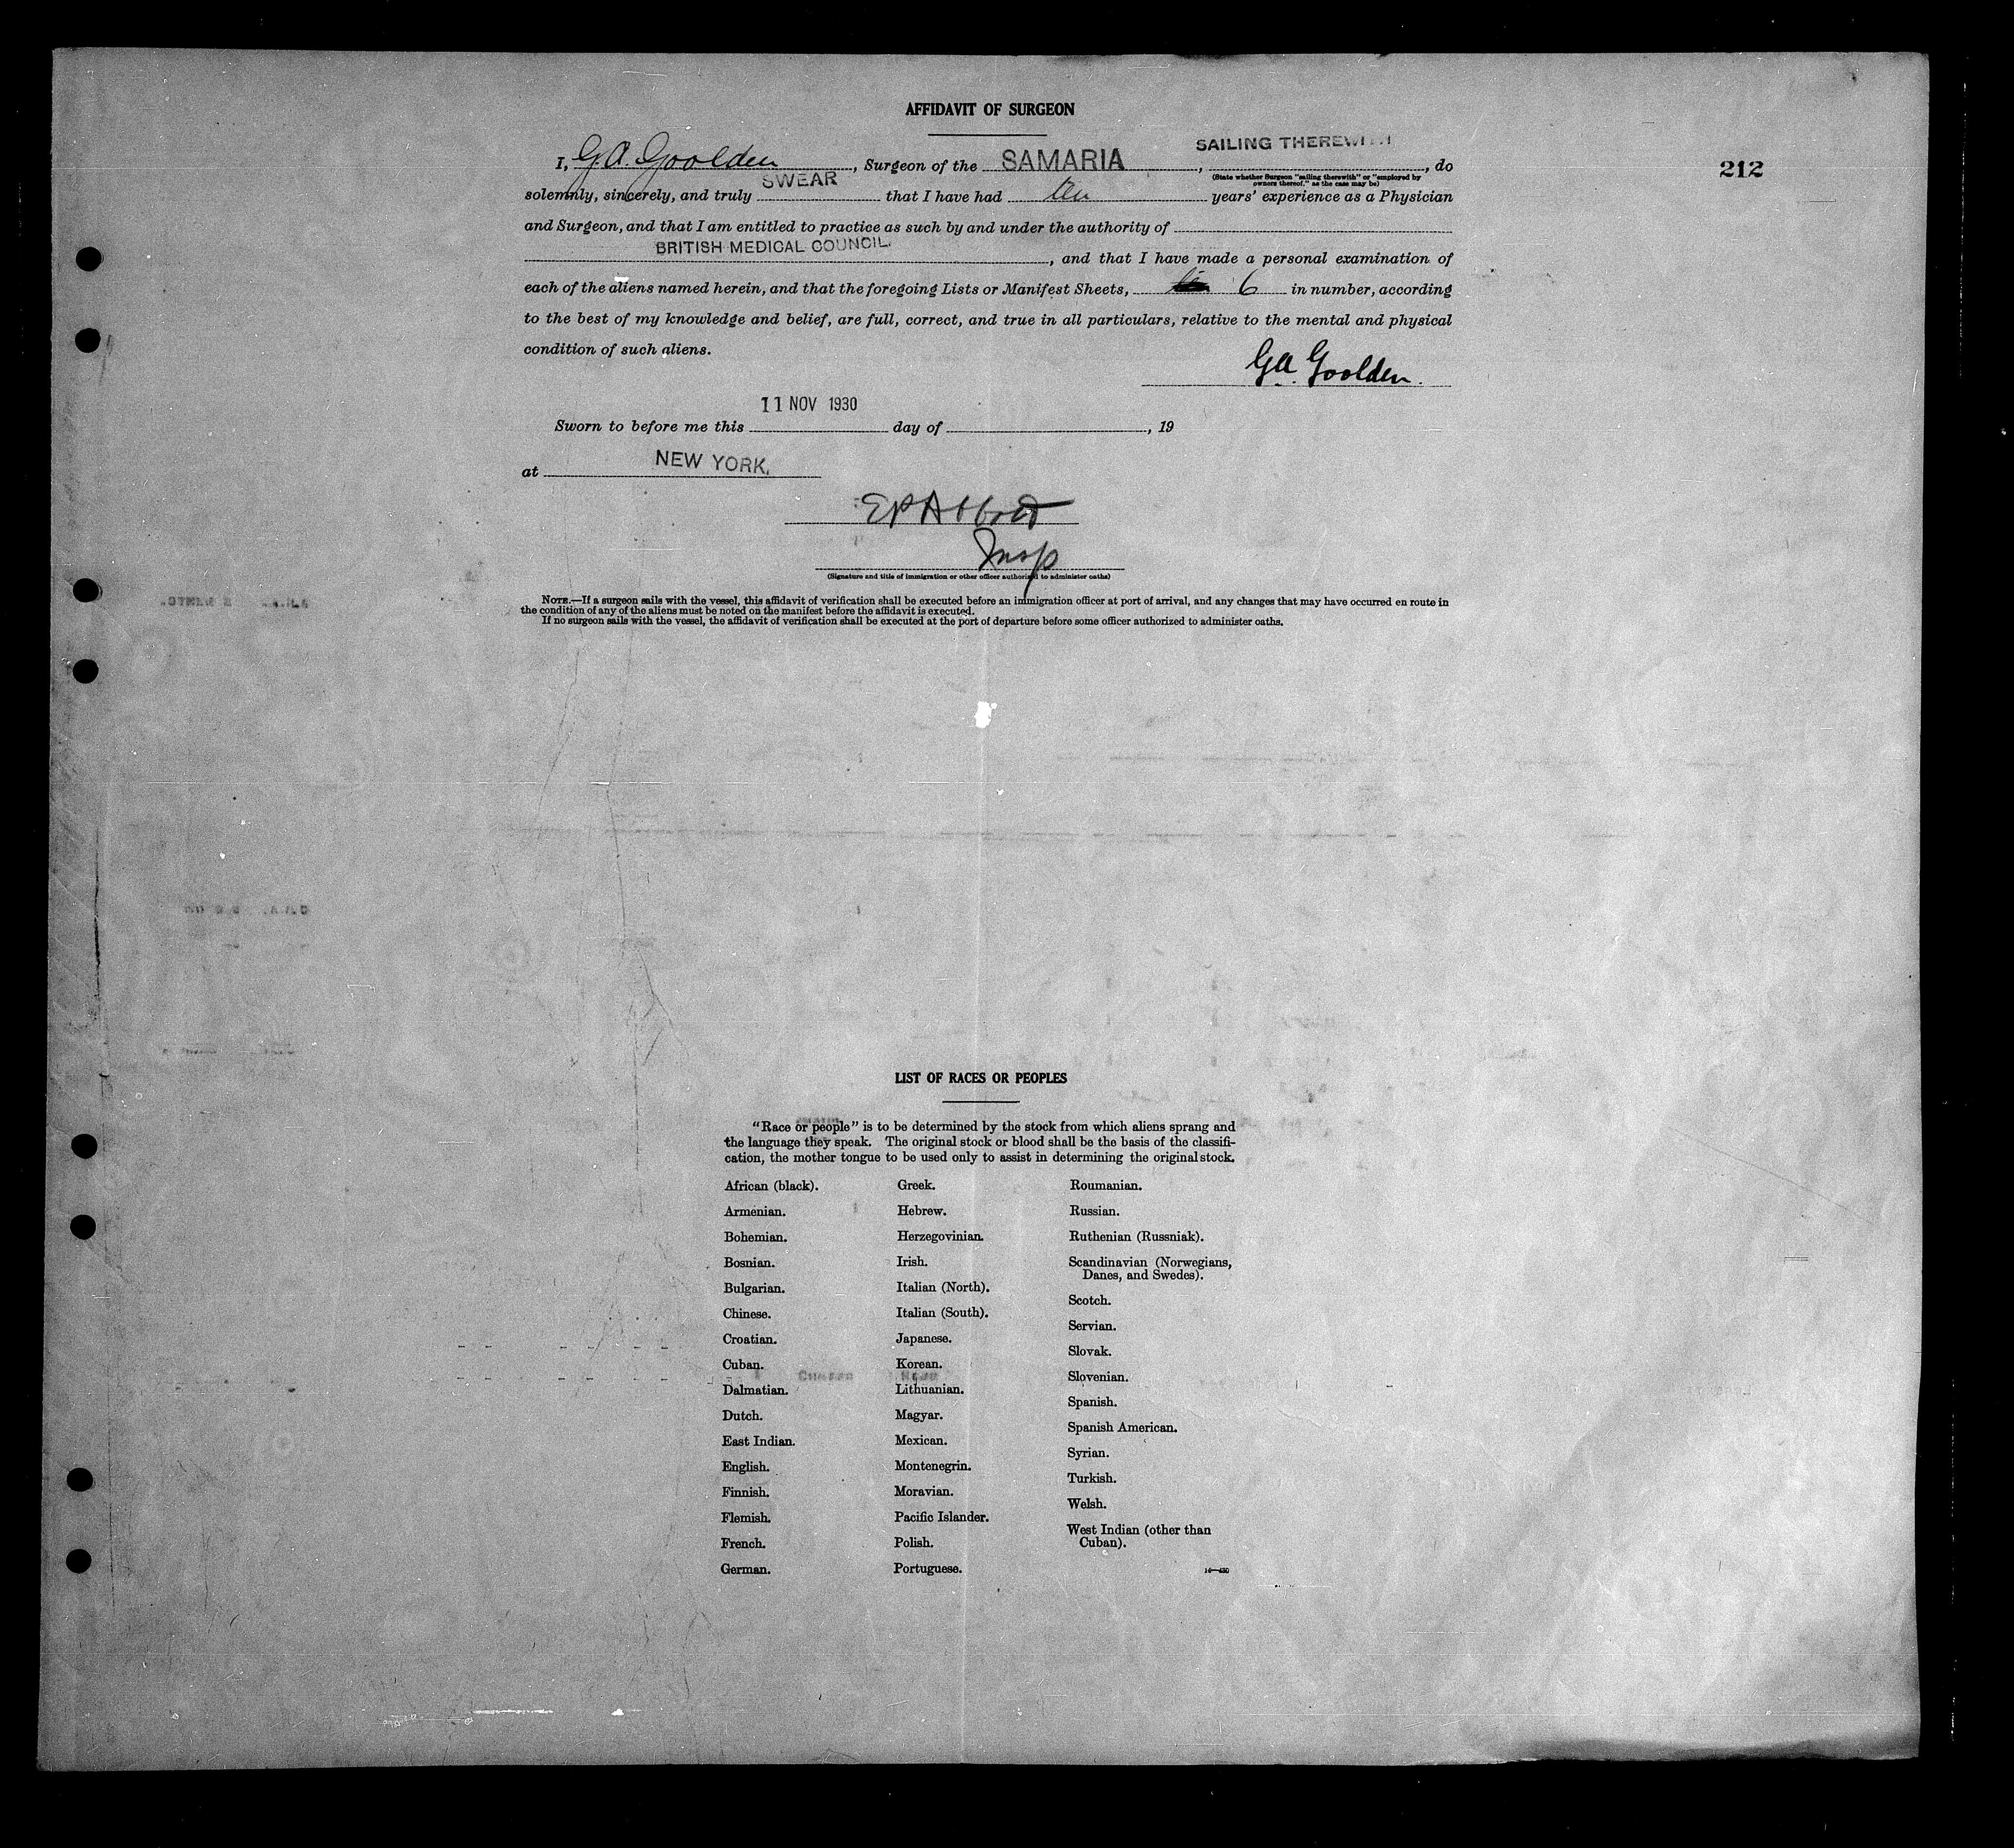 AFFIDAVIT OF SURGEON
212
SAILING THEREWITH
I, G.A. Goolden, Surgeon of the SAMARIA, , do
(State whether Surgeon "sailing therewith" or "employed by owners thereof," as the case may be)
solemnly, sincerely, and truly SWEAR that I have had ten years' experience as a Physician
and Surgeon, and that I am entitled to practice as such by and under the authority of
BRITISH MEDICAL COUNCIL. , and that I have made a personal examination of
each of the aliens named herein, and that the foregoing Lists or Manifest Sheets, 6 in number, according
to the best of my knowledge and belief, are full, correct, and true in all particulars, relative to the mental and physical
condition of such aliens.
G.A. Goolden.
11 NOV 1930
Sworn to before me this day of , 19
at NEW YORK.
E P Abbott
Insp
(Signature and title of immigration or other officer authorized to administer oaths)
NOTE.—If a surgeon sails with the vessel, this affidavit of verification shall be executed before an immigration officer at port of arrival, and any changes that may have occurred en route in
the condition of any of the aliens must be noted on the manifest before the affidavit is executed.
If no surgeon sails with the vessel, the affidavit of verification shall be executed at the port of departure before some officer authorized to administer oaths.
LIST OF RACES OR PEOPLES
"Race or people" is to be determined by the stock from which aliens sprang and
the language they speak. The original stock or blood shall be the basis of the classifi-
cation, the mother tongue to be used only to assist in determining the original stock.
African (black).
Armenian.
Bohemian.
Bosnian.
Bulgarian.
Chinese.
Croatian.
Cuban.
Dalmatian.
Dutch.
East Indian.
English.
Finnish.
Flemish.
French.
German.
Greek.
Hebrew.
Herzegovinian.
Irish.
Italian (North).
Italian (South).
Japanese.
Korean.
Lithuanian.
Magyar.
Mexican.
Montenegrin.
Moravian.
Pacific Islander.
Polish.
Portuguese.
Roumanian.
Russian.
Ruthenian (Russniak).
Scandinavian (Norwegians,
Danes, and Swedes).
Scotch.
Servian.
Slovak.
Slovenian.
Spanish.
Spanish American.
Syrian.
Turkish.
Welsh.
West Indian (other than
Cuban).